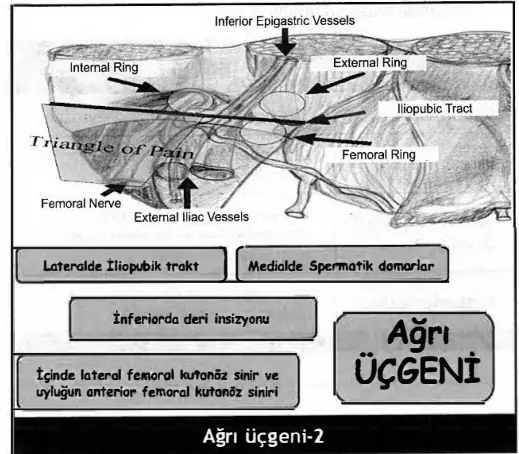 Inferior Epigastric Vessels
Internal Ring
External Ring
Iliopubic Tract
Triangle of Pain
Femoral Ring
Femoral Nerve
External Iliac Vessels
Lateralde İliopubik trakt
Medialde Spermatik damarlar
İnferiorda deri insizyonu
Ağrı
ÜÇGENİ
İçinde lateral femoral kutanöz sinir ve
uyluğun anterior femoral kutanöz siniri
Ağrı üçgeni-2